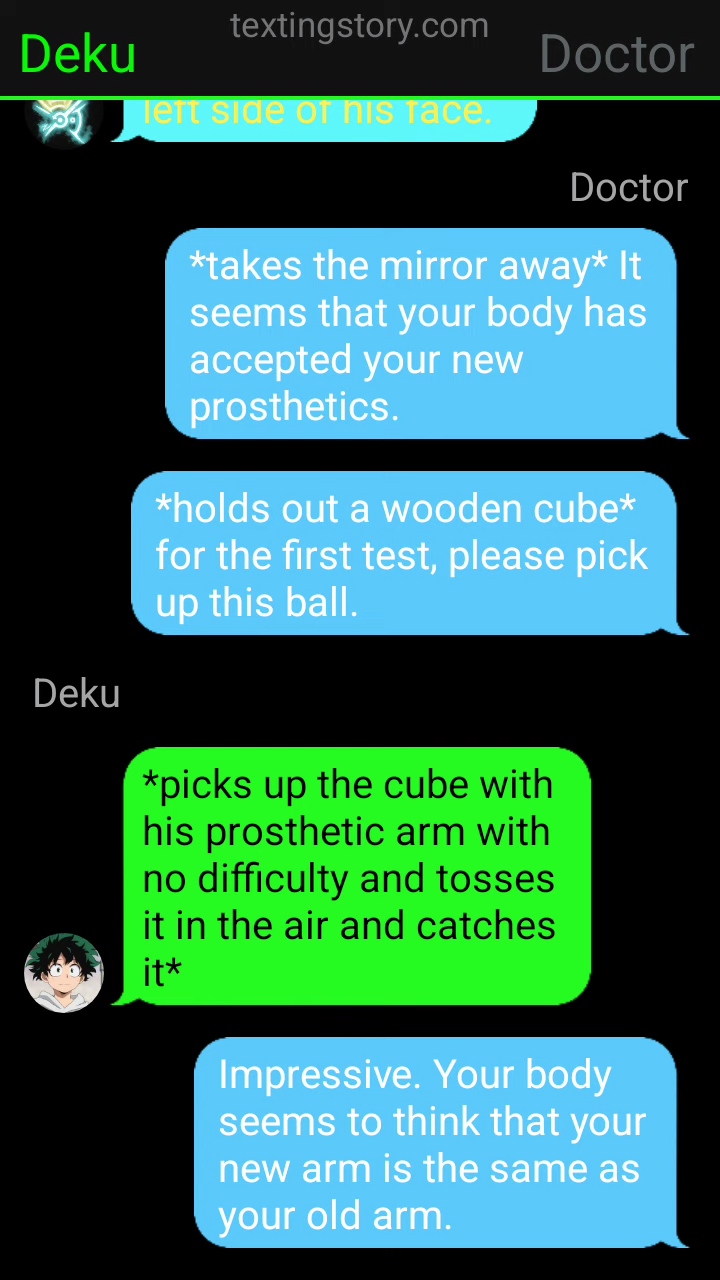 textingstory.com
Deku
Doctor
left side of his face.
Doctor
*takes the mirror away* It
seems that your body has
accepted your new
prosthetics.
*holds out a wooden cube*
for the first test, please pick
up this ball.
Deku
*picks up the cube with
his prosthetic arm with
no difficulty and tosses
it in the air and catches
it*
Impressive. Your body
seems to think that your
new arm is the same as
your old arm.